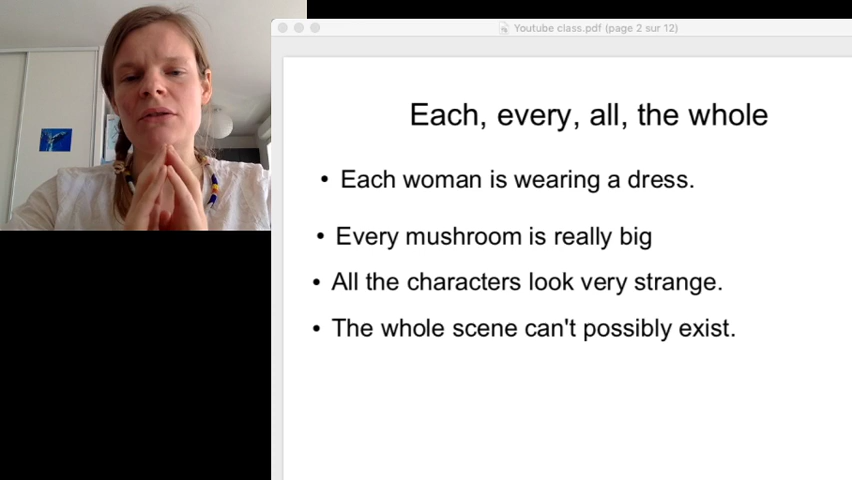 Youtube class.pdf (page 2 sur 12)
Each, every, all, the whole
• Each woman is wearing a dress.
• Every mushroom is really big
• All the characters look very strange.
• The whole scene can't possibly exist.